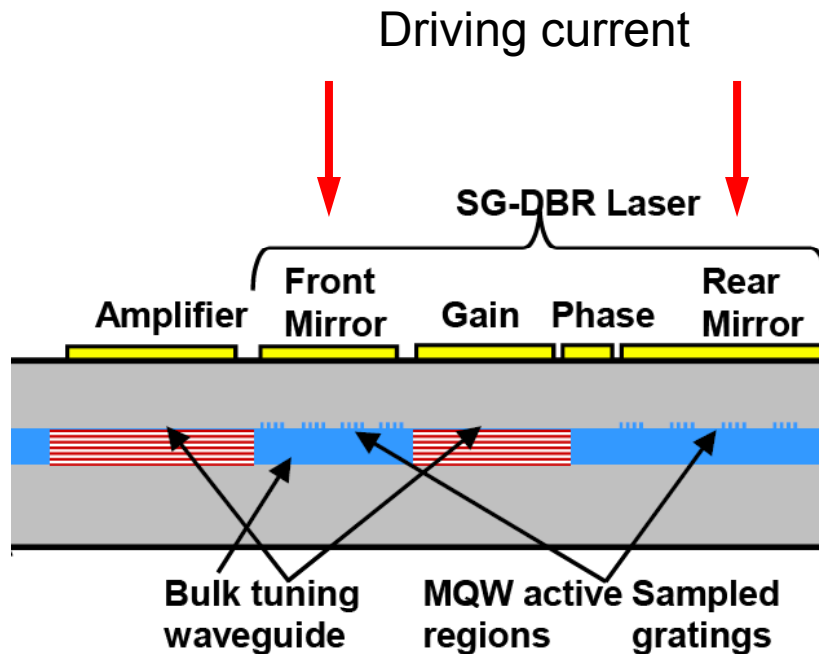 Driving current
SG-DBR Laser
Amplifier
Front
Mirror
Gain
Phase
Rear
Mirror
Bulk tuning
waveguide
MQW active
regions
Sampled
gratings